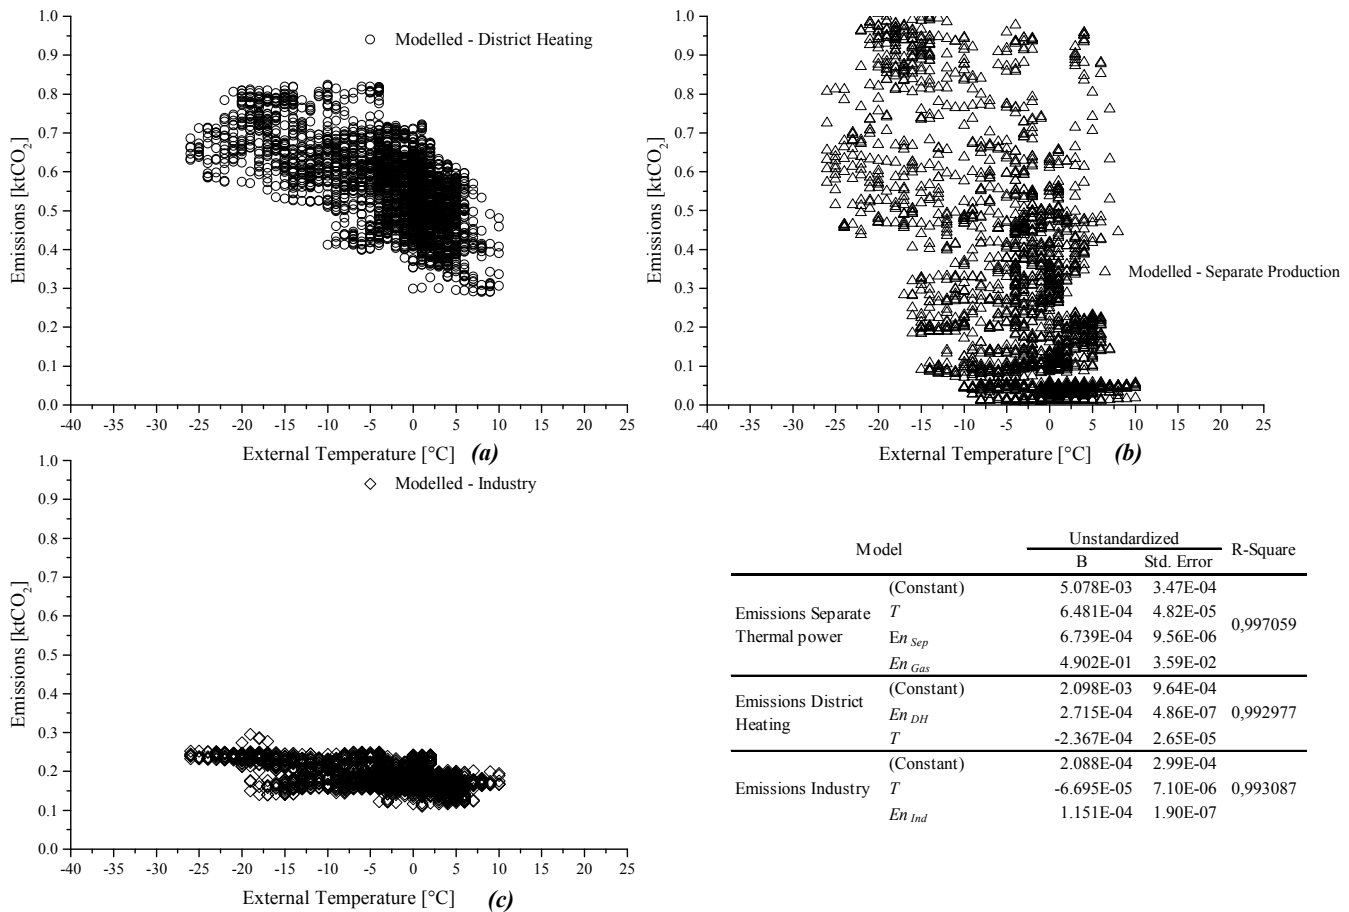 Modelled - District Heating
Emissions [ktCO2]
1.0
0.9
0.8
0.7
0.6
0.5
0.4
0.3
0.2
0.1
0.0
-40 -35 -30 -25 -20 -15 -10 -5 0 5 10 15 20 25
External Temperature [°C] (a)
Modelled - Separate Production
Emissions [ktCO2]
1.0
0.9
0.8
0.7
0.6
0.5
0.4
0.3
0.2
0.1
0.0
-40 -35 -30 -25 -20 -15 -10 -5 0 5 10 15 20 25
External Temperature [°C] (b)
Modelled - Industry
Emissions [ktCO2]
1.0
0.9
0.8
0.7
0.6
0.5
0.4
0.3
0.2
0.1
0.0
-40 -35 -30 -25 -20 -15 -10 -5 0 5 10 15 20 25
External Temperature [°C] (c)
Model Unstandardized R-Square
B Std. Error
Emissions Separate Thermal power 0,997059
(Constant) 5.078E-03 3.47E-04
T 6.481E-04 4.82E-05
En Sep 6.739E-04 9.56E-06
En Gas 4.902E-01 3.59E-02
Emissions District Heating 0,992977
(Constant) 2.098E-03 9.64E-04
En DH 2.715E-04 4.86E-07
T -2.367E-04 2.65E-05
Emissions Industry 0,993087
(Constant) 2.088E-04 2.99E-04
T -6.695E-05 7.10E-06
En Ind 1.151E-04 1.90E-07